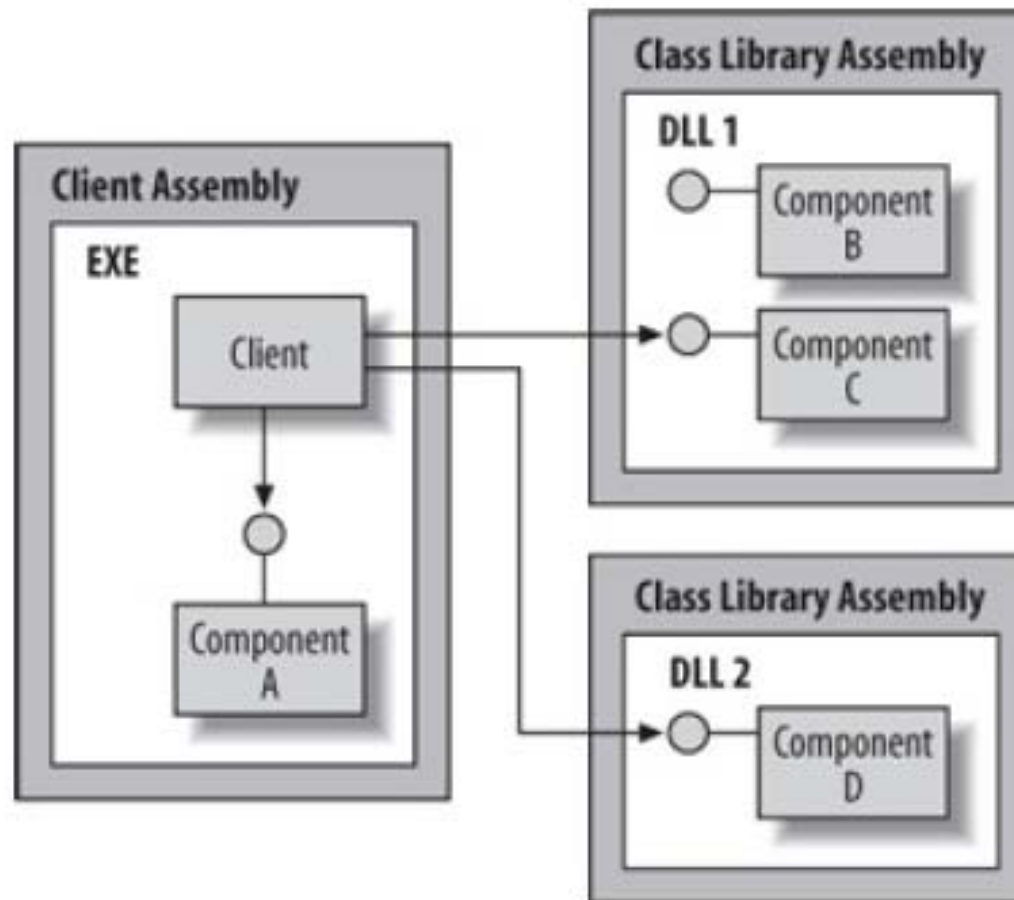 Client Assembly
EXE
Client
Component
A
Class Library Assembly
DLL 1
Component
B
Component
C
Class Library Assembly
DLL 2
Component
D